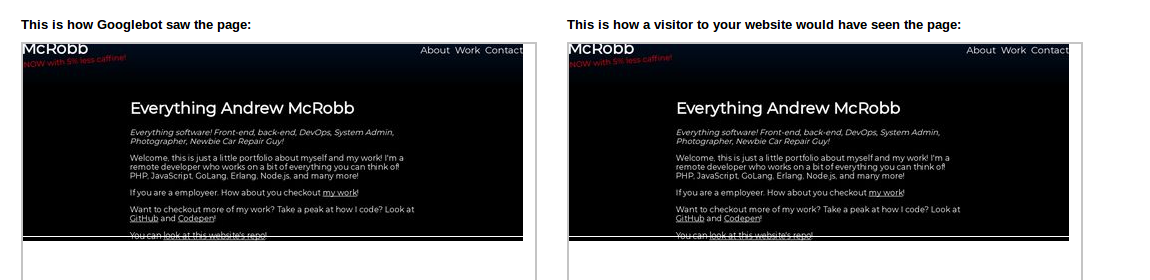 This is how Googlebot saw the page:
McRobb
About Work Contact
NOW with 5% less caffine!
Everything Andrew McRobb
Everything software! Front-end, back-end, DevOps, System Admin,
Photographer, Newbie Car Repair Guy!
Welcome, this is just a little portfolio about myself and my work! I'm a
remote developer who works on a bit of everything you can think of!
PHP, JavaScript, GoLang, Erlang, Node.js, and many more!
If you are a employeer. How about you checkout my work!
Want to checkout more of my work? Take a peak at how I code? Look at
GitHub and Codepen!
You can look at this website's repo!
This is how a visitor to your website would have seen the page:
McRobb
About Work Contact
NOW with 5% less caffine!
Everything Andrew McRobb
Everything software! Front-end, back-end, DevOps, System Admin,
Photographer, Newbie Car Repair Guy!
Welcome, this is just a little portfolio about myself and my work! I'm a
remote developer who works on a bit of everything you can think of!
PHP, JavaScript, GoLang, Erlang, Node.js, and many more!
If you are a employeer. How about you checkout my work!
Want to checkout more of my work? Take a peak at how I code? Look at
GitHub and Codepen!
You can look at this website's repo!